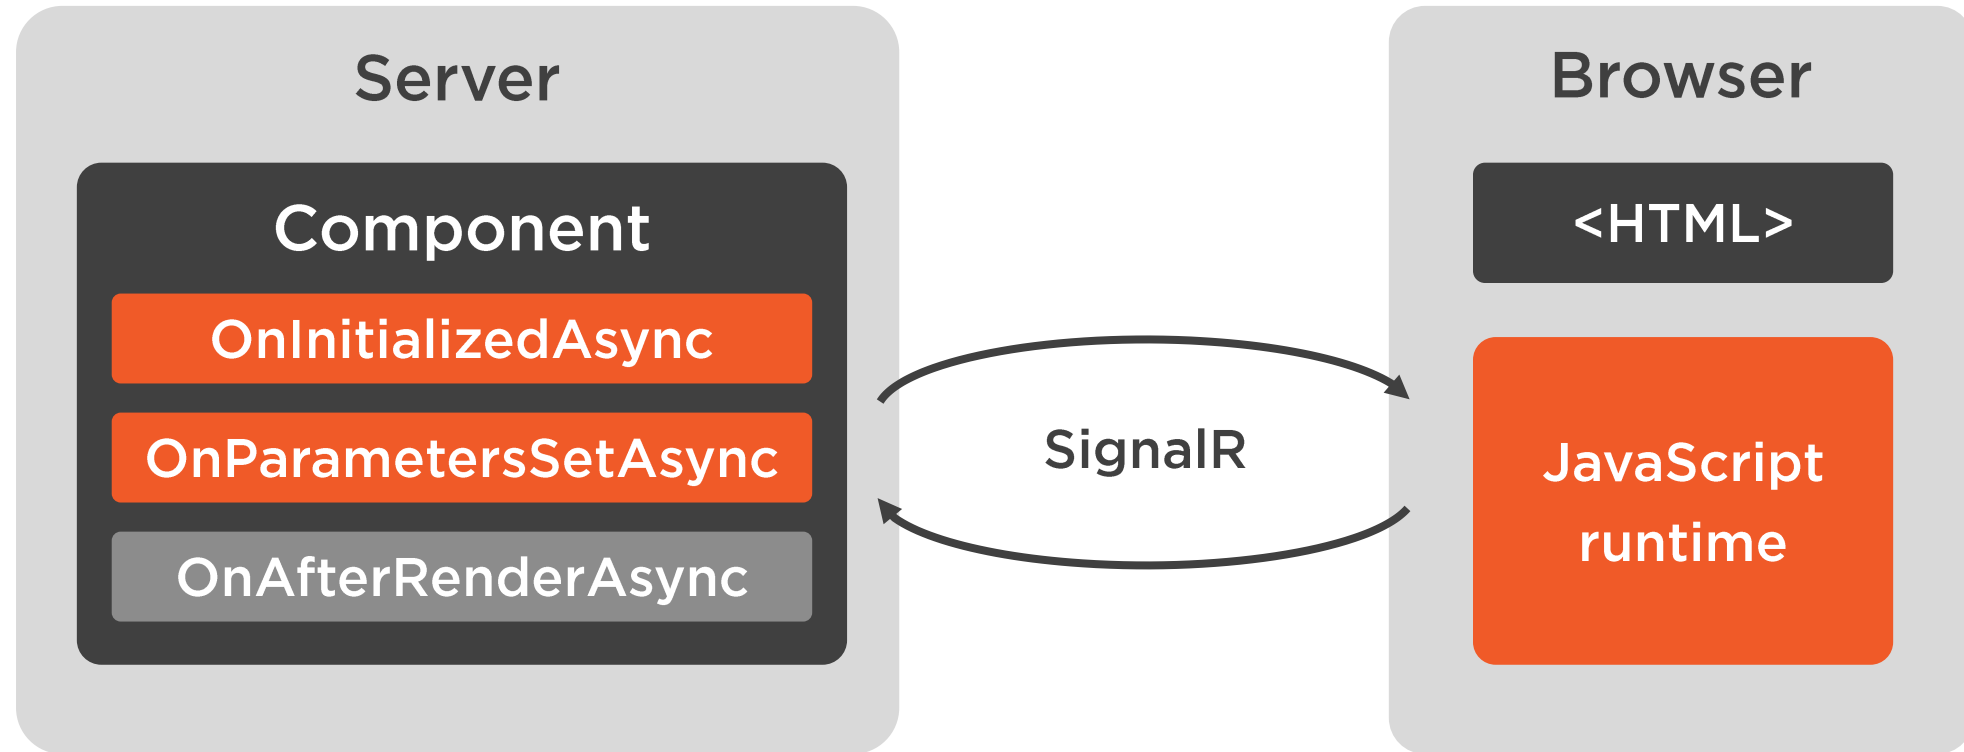 Server
Component
OnInitializedAsync
OnParametersSetAsync
OnAfterRenderAsync
SignalR
Browser
<HTML>
JavaScript
runtime